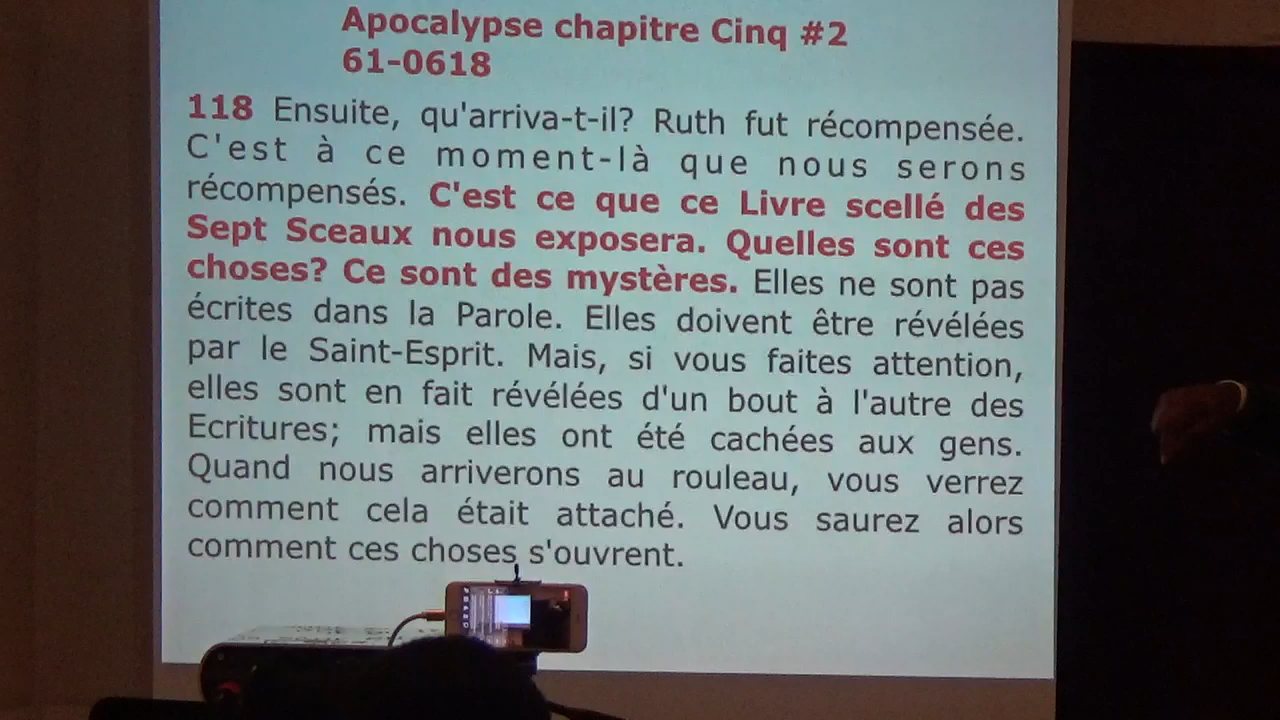 Apocalypse chapitre Cinq #2
61-0618
118 Ensuite, qu'arriva-t-il? Ruth fut récompensée.
C'est à ce moment-là que nous serons
récompensés. C'est ce que ce Livre scellé des
Sept Sceaux nous exposera. Quelles sont ces
choses? Ce sont des mystères. Elles ne sont pas
écrites dans la Parole. Elles doivent être révélées
par le Saint-Esprit. Mais, si vous faites attention,
elles sont en fait révélées d'un bout à l'autre des
Ecritures; mais elles ont été cachées aux gens.
Quand nous arriverons au rouleau, vous verrez
comment cela était attaché. Vous saurez alors
comment ces choses s'ouvrent.